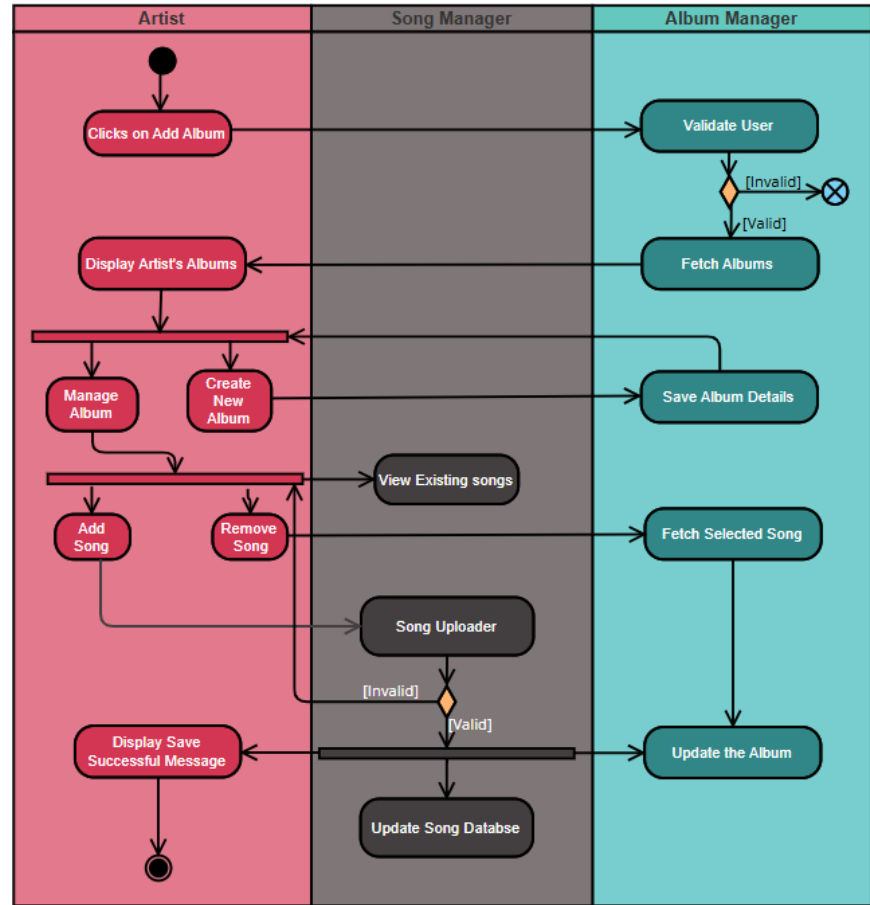 Artist
Song Manager
Album Manager
Clicks on Add Album
Validate User
[Invalid]
[Valid]
Display Artist's Albums
Fetch Albums
Manage
Album
Create
New
Album
Save Album Details
View Existing songs
Add
Song
Remove
Song
Fetch Selected Song
Song Uploader
[Invalid]
[Valid]
Display Save
Successful Message
Update the Album
Update Song Databse